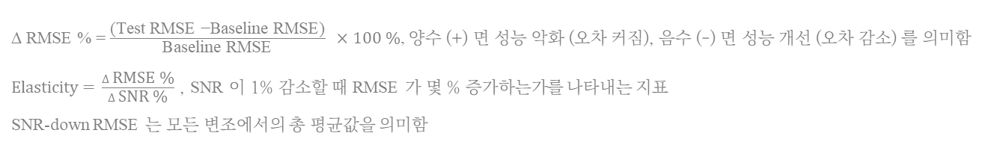 Δ RMSE % = (Test RMSE −Baseline RMSE) / Baseline RMSE × 100 %, 양수 (+) 면 성능 악화 (오차 커짐), 음수 (-) 면 성능 개선 (오차 감소) 를 의미함
Elasticity = Δ RMSE % / Δ SNR %, SNR 이 1% 감소할 때 RMSE 가 몇 % 증가하는가를 나타내는 지표
SNR-down RMSE 는 모든 변조에서의 총 평균값을 의미함